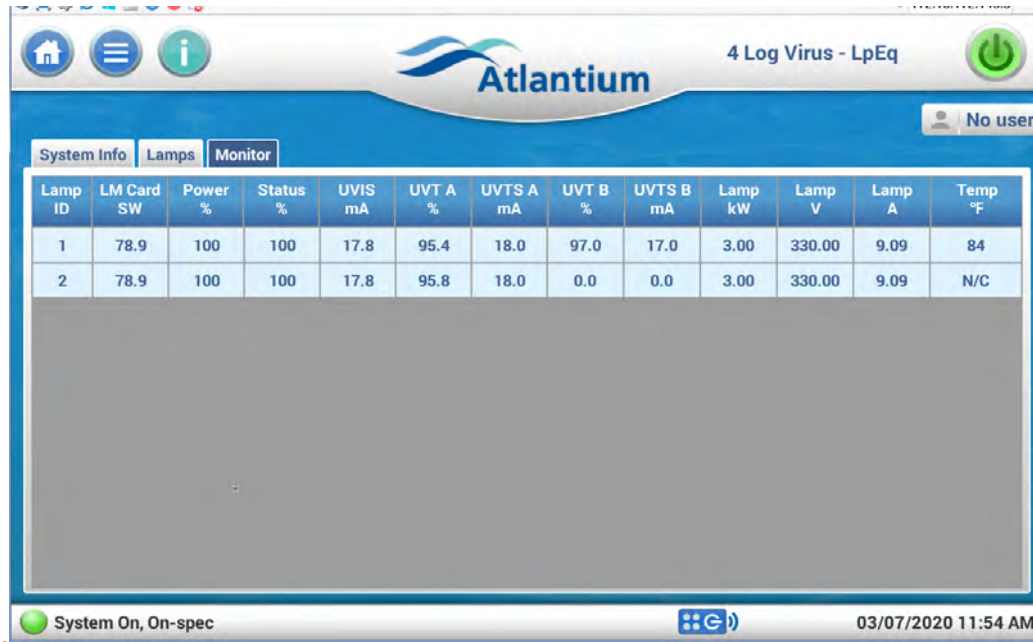 4 Log Virus - LpEq
Atlantium
No user
System Info Lamps Monitor
Lamp ID LM Card SW Power % Status % UVIS mA UVT A % UVTS A mA UVT B % UVTS B mA Lamp kW Lamp V Lamp A Temp °F
1 78.9 100 100 17.8 95.4 18.0 97.0 17.0 3.00 330.00 9.09 84
2 78.9 100 100 17.8 95.8 18.0 0.0 0.0 3.00 330.00 9.09 N/C
System On, On-spec
03/07/2020 11:54 AM